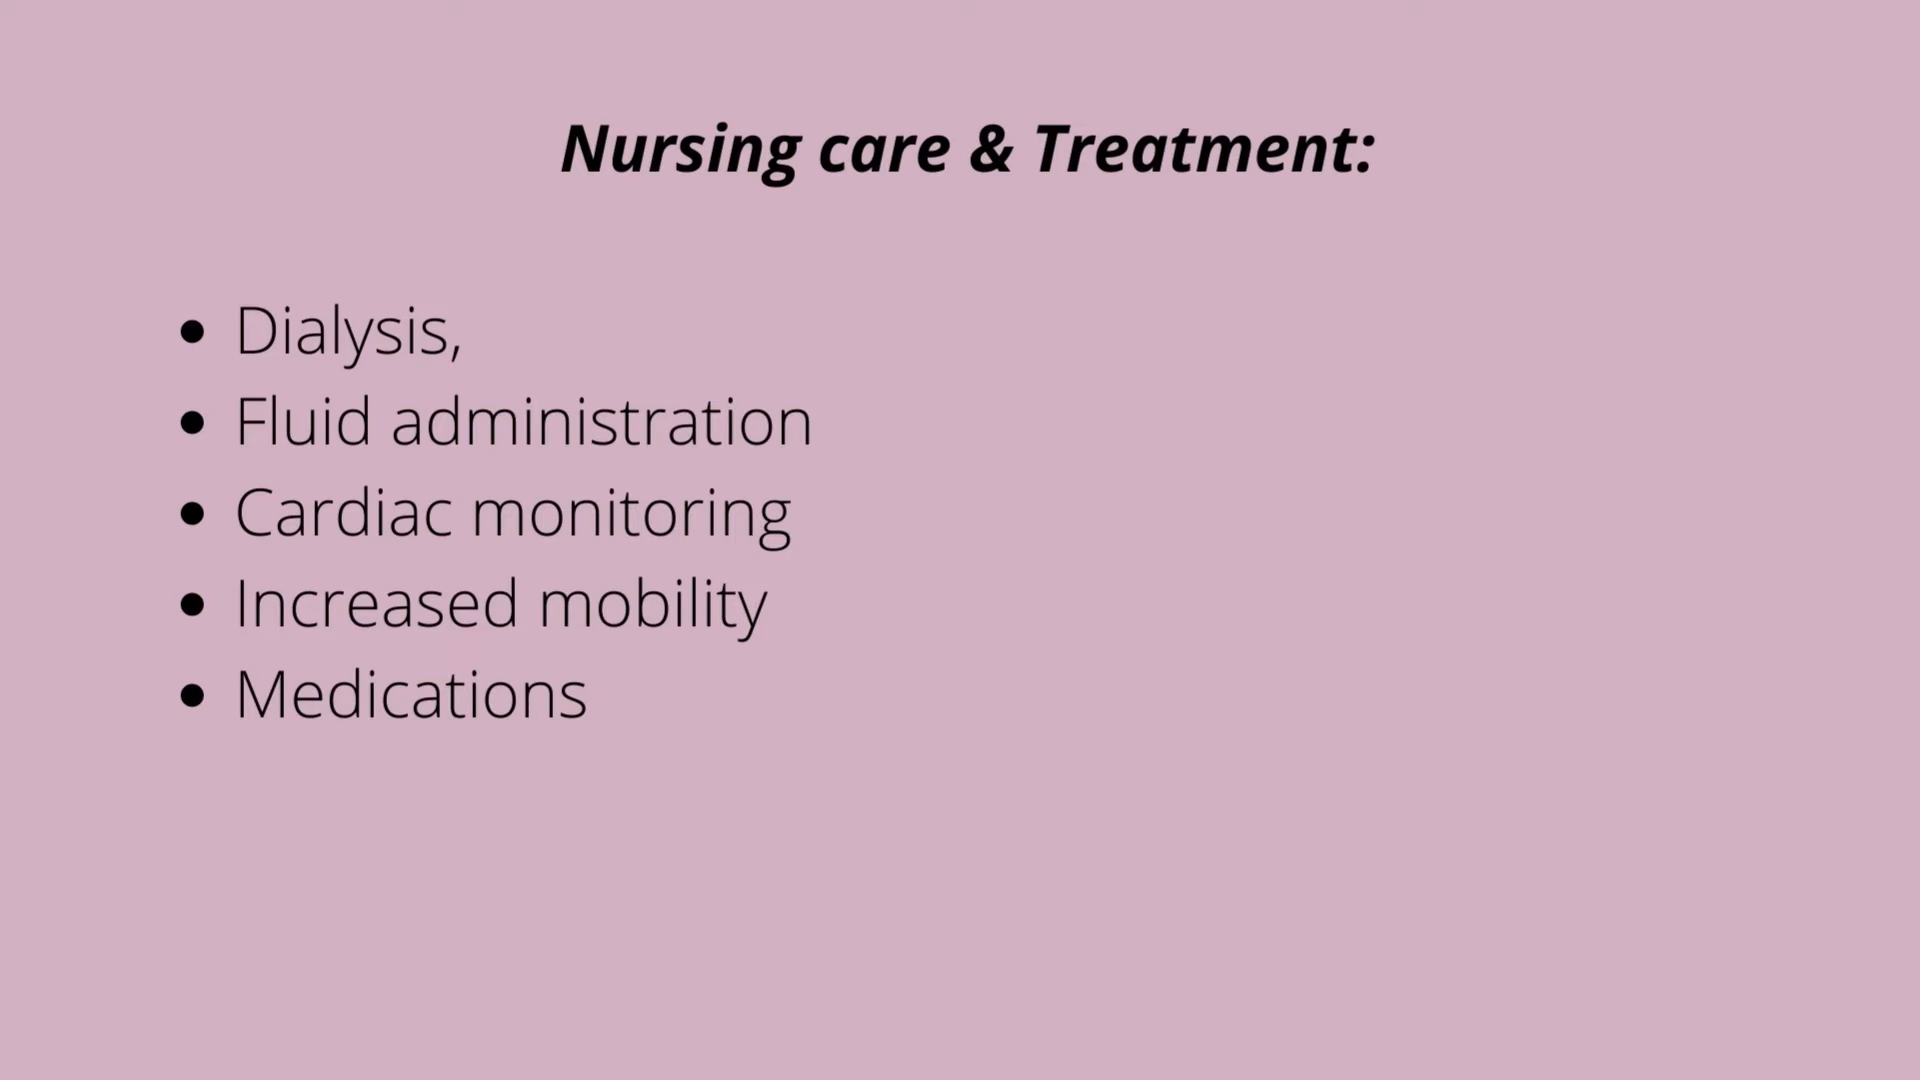 Nursing care & Treatment:
• Dialysis,
• Fluid administration
• Cardiac monitoring
• Increased mobility
• Medications